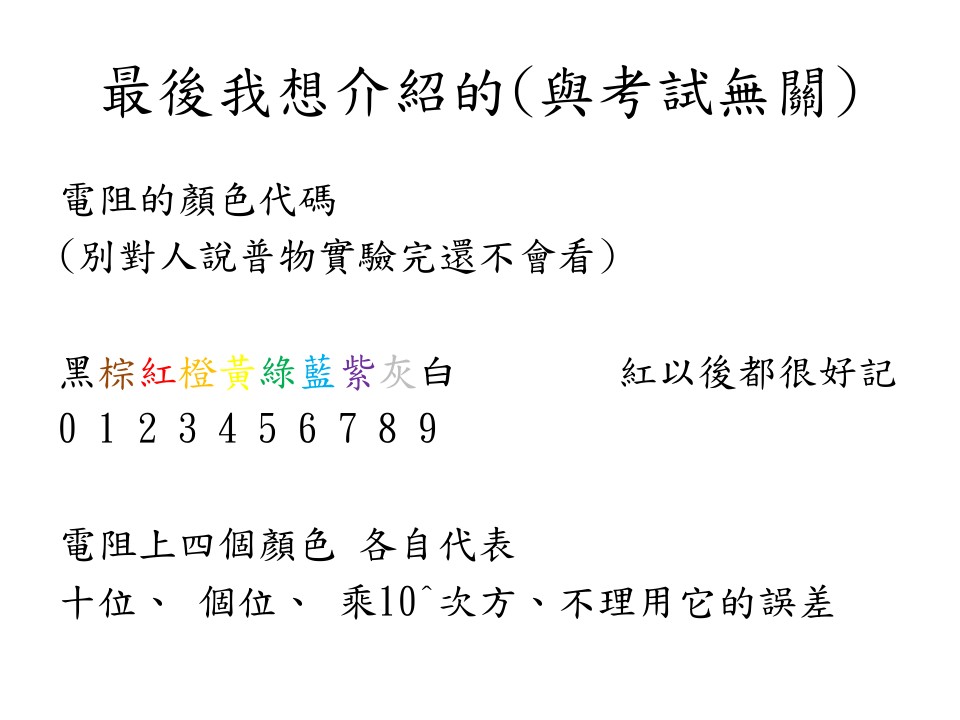 最後我想介紹的(與考試無關)
電阻的顏色代碼
(別對人說普物實驗完還不會看)
黑棕紅橙黃綠藍紫灰白 紅以後都很好記
0 1 2 3 4 5 6 7 8 9
電阻上四個顏色 各自代表
十位、 個位、 乘10^次方、不理用它的誤差